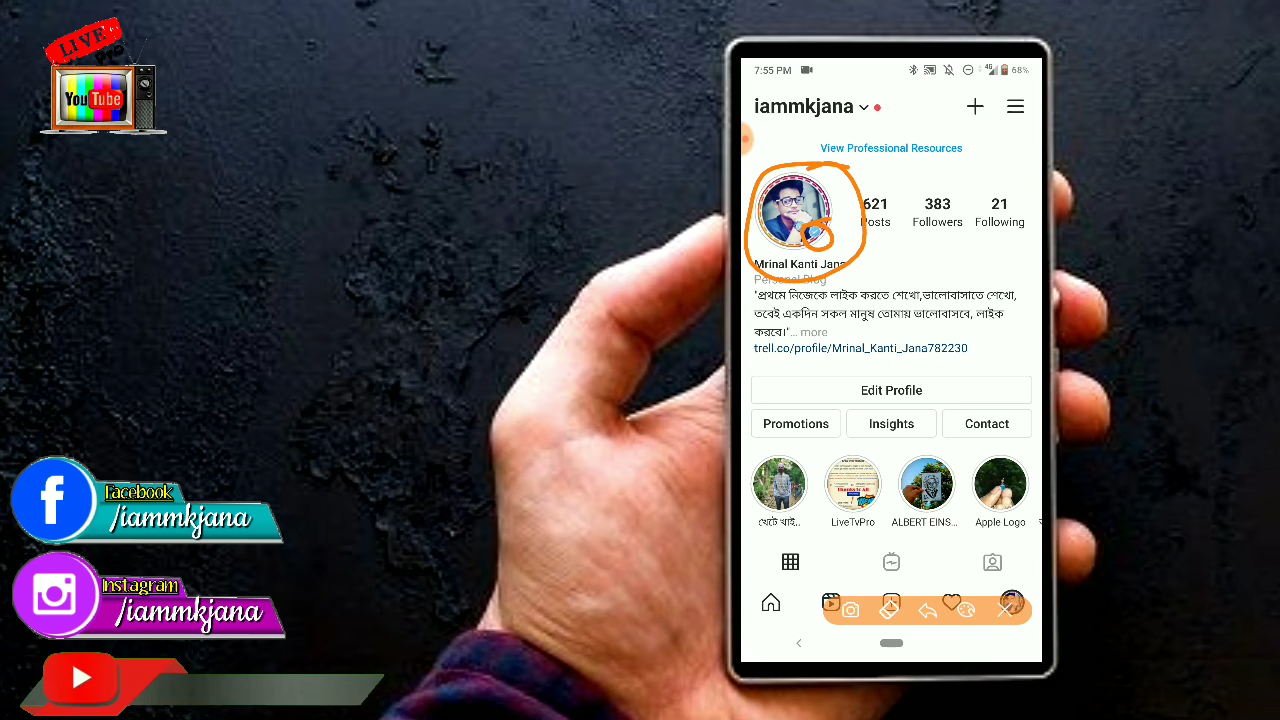 LIVE
Pro
YouTube
7:55 PM
4G
68%
iammkjana
View Professional Resources
621
383
21
Posts
Followers
Following
Mrinal Kanti Jana
Personal Blog
"প্রথমে নিজেকে লাইক করতে শেখো,ভালোবাসাতে শেখো,
তবেই একদিন সকল মানুষ তোমায় ভালোবাসবে, লাইক
করবে।"... more
trell.co/profile/Mrinal_Kanti_Jana782230
Edit Profile
Promotions
Insights
Contact
খেটে খাই..
LiveTvPro
ALBERT EINS...
Apple Logo
Facebook
/iammkjana
Instagram
/iammkjana